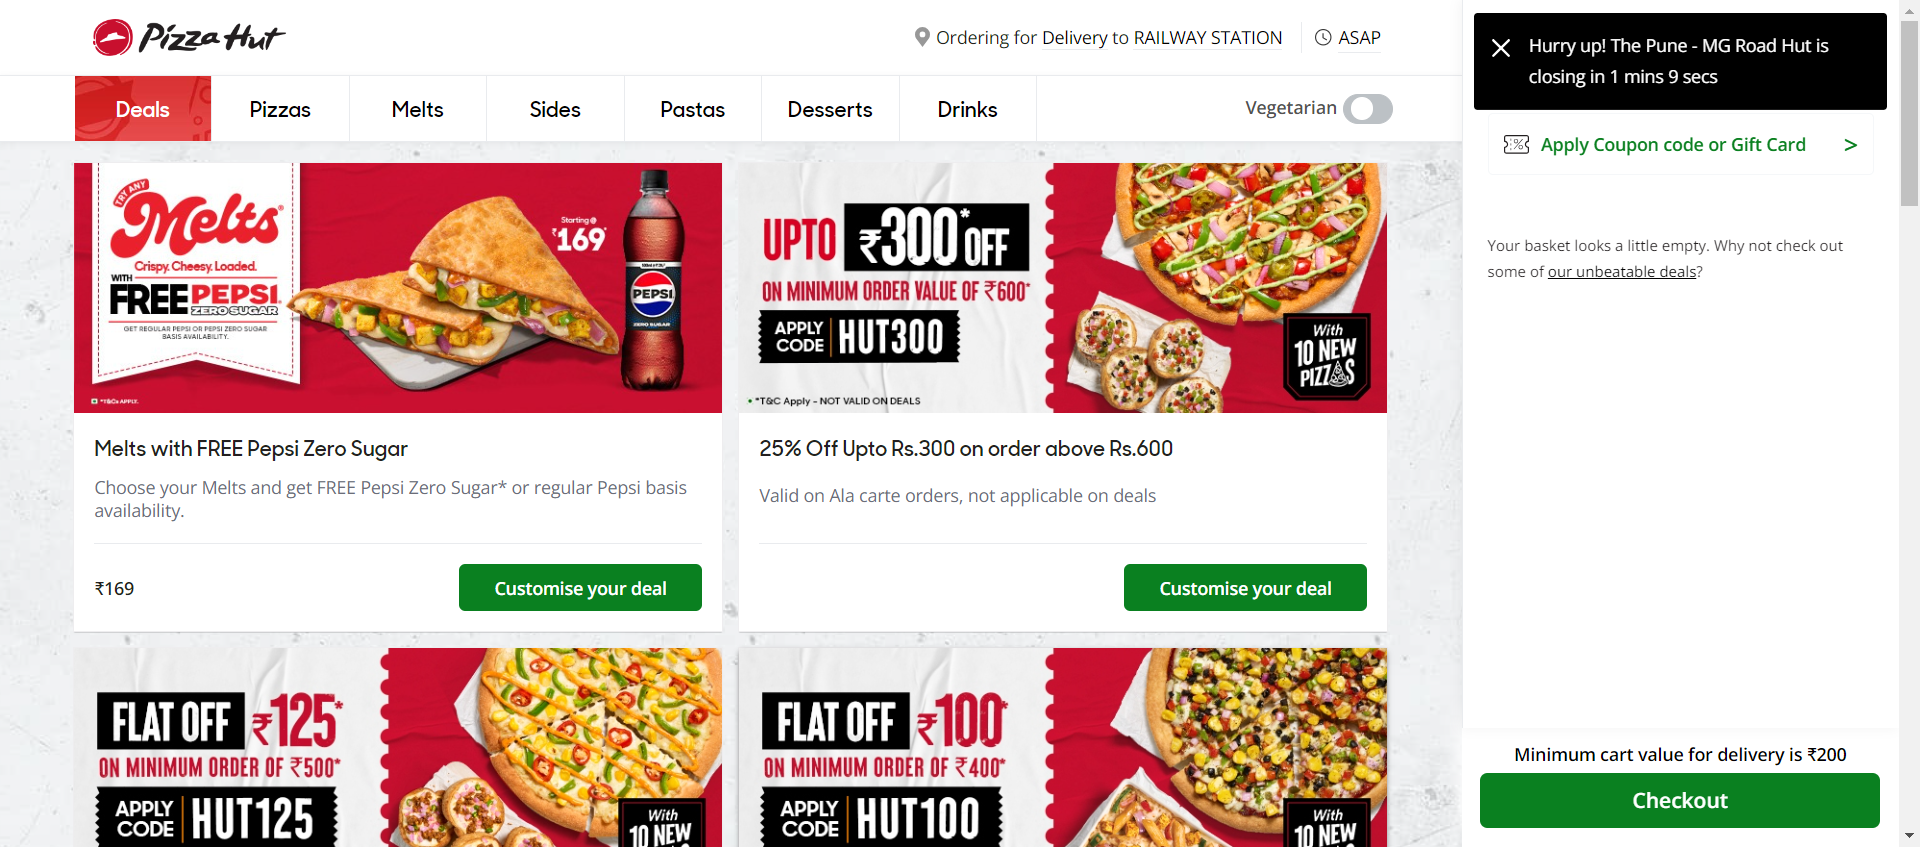 Pizza Hut
Ordering for Delivery to RAILWAY STATION
ASAP
Deals
Pizzas
Melts
Sides
Pastas
Desserts
Drinks
Vegetarian
TRY ANY
Melts
Crispy. Cheesy. Loaded.
WITH
FREE PEPSI
ZERO SUGAR
GET REGULAR PEPSI OR PEPSI ZERO SUGAR
BASIS AVAILABILITY.
*T&Cs APPLY.
Starting @
₹169*
PEPSI
ZERO SUGAR
Melts with FREE Pepsi Zero Sugar
Choose your Melts and get FREE Pepsi Zero Sugar* or regular Pepsi basis
availability.
₹169
Customise your deal
UPTO ₹300* OFF
ON MINIMUM ORDER VALUE OF ₹600*
APPLY
CODE
HUT300
*T&C Apply - NOT VALID ON DEALS
With
10 NEW
PIZZAS
25% Off Upto Rs.300 on order above Rs.600
Valid on Ala carte orders, not applicable on deals
Customise your deal
FLAT OFF ₹125*
ON MINIMUM ORDER OF ₹500*
APPLY
CODE
HUT125
With
10 NEW
FLAT OFF ₹100*
ON MINIMUM ORDER OF ₹400*
APPLY
CODE
HUT100
With
10 NEW
Hurry up! The Pune - MG Road Hut is
closing in 1 mins 9 secs
Apply Coupon code or Gift Card >
Your basket looks a little empty. Why not check out
some of our unbeatable deals?
Minimum cart value for delivery is ₹200
Checkout